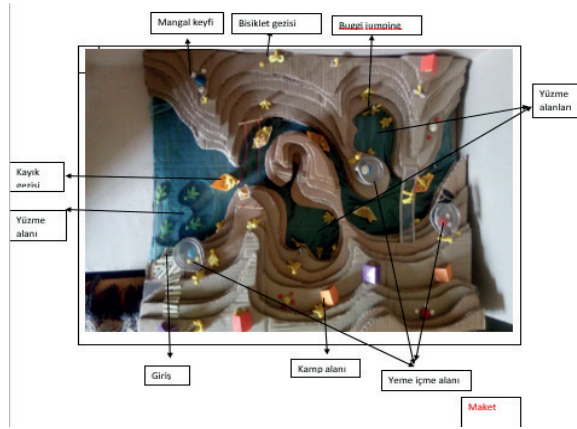 Mangal keyfi
Bisiklet gezisi
Buggi jumping
Yüzme
alanları
Kayık
gezisi
Yüzme
alanı
Giriş
Kamp alanı
Yeme içme alanı
Maket